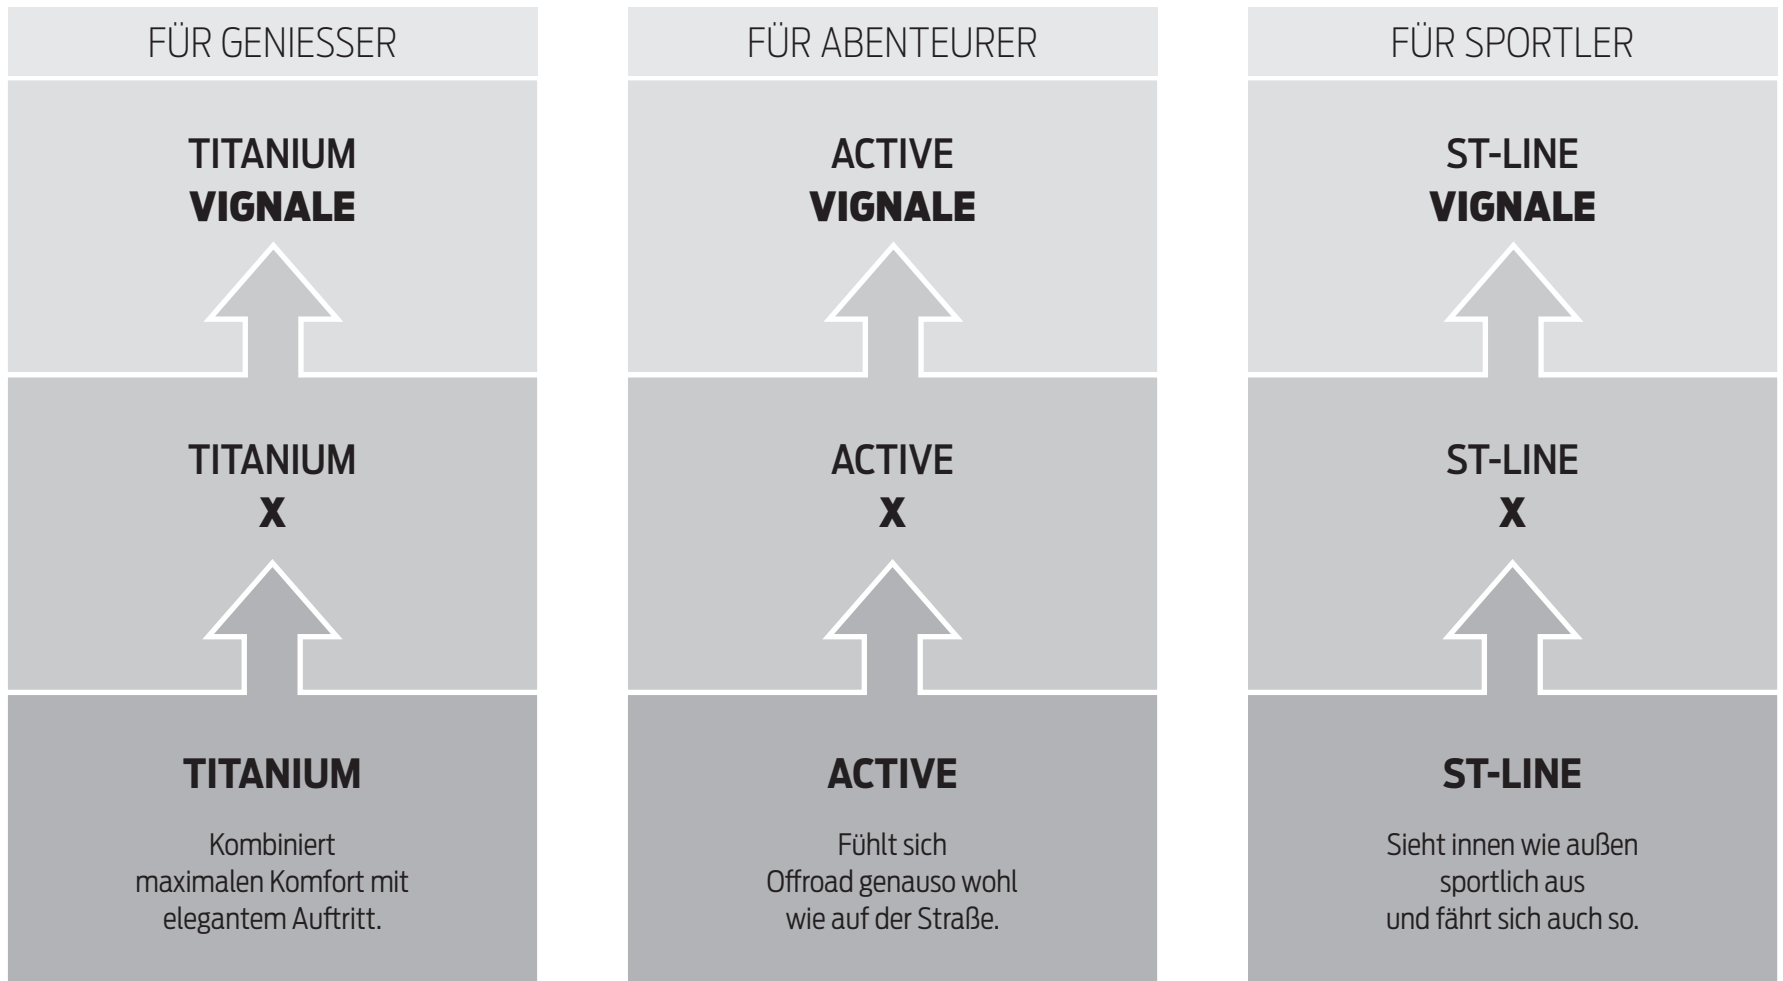 FÜR GENIESSER
TITANIUM
VIGNALE
TITANIUM
X
TITANIUM
Kombiniert
maximalen Komfort mit
elegantem Auftritt.
FÜR ABENTEURER
ACTIVE
VIGNALE
ACTIVE
X
ACTIVE
Fühlt sich
Offroad genauso wohl
wie auf der Straße.
FÜR SPORTLER
ST-LINE
VIGNALE
ST-LINE
X
ST-LINE
Sieht innen wie außen
sportlich aus
und fährt sich auch so.